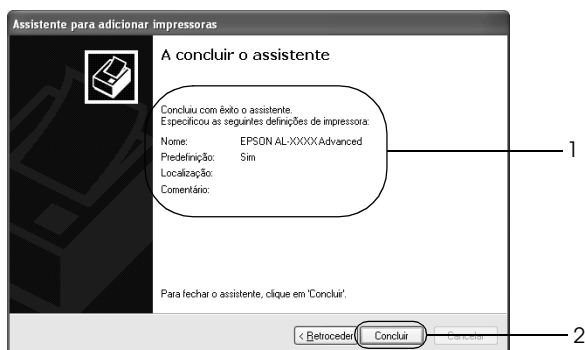 Assistente para adicionar impressoras
A concluir o assistente
Concluiu com êxito o assistente.
Especificou as seguintes definições de impressora:
Nome: EPSON AL-XXXX Advanced
Predefinição: Sim
Localização:
Comentário:
1
Para fechar o assistente, clique em 'Concluir'.
< Retroceder Concluir Cancelar
2